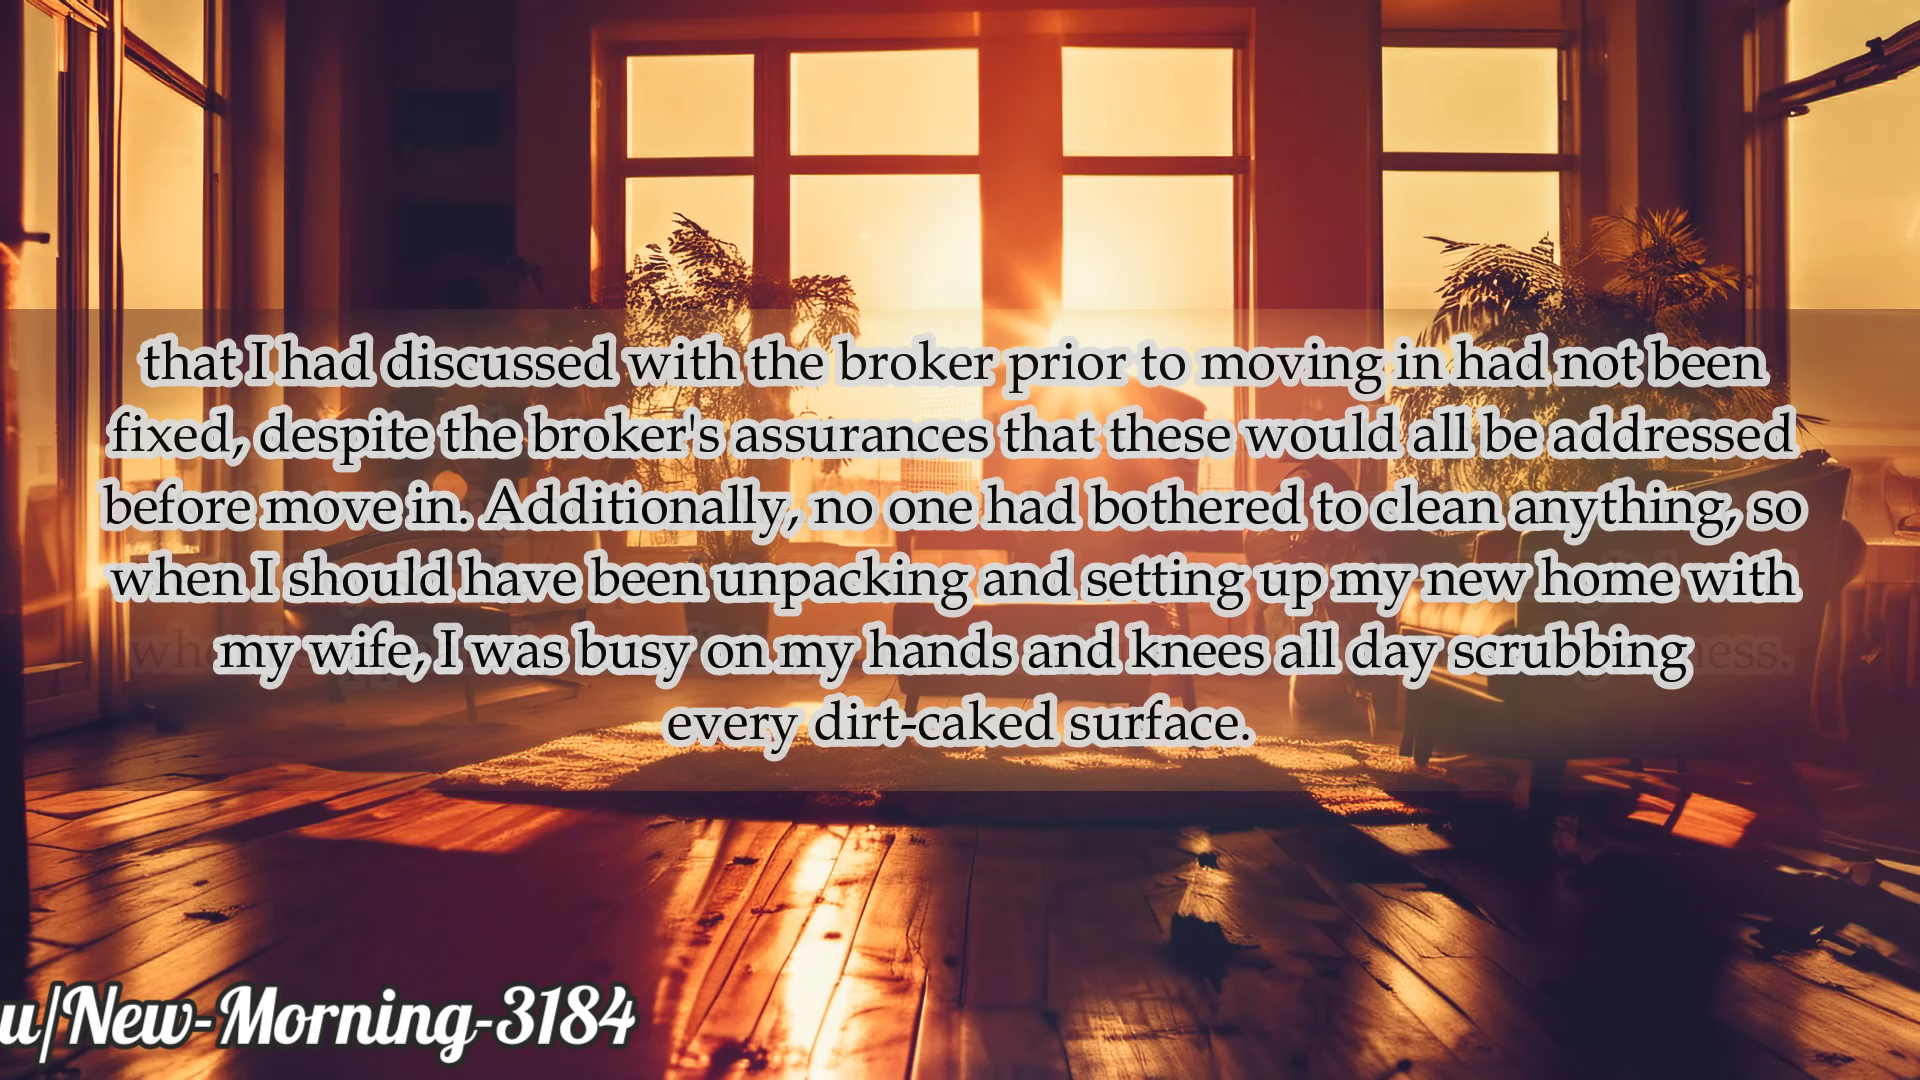 that I had discussed with the broker prior to moving in had not been
fixed, despite the broker's assurances that these would all be addressed
before move in. Additionally, no one had bothered to clean anything, so
when I should have been unpacking and setting up my new home with
my wife, I was busy on my hands and knees all day scrubbing
every dirt-caked surface.
u/New-Morning-3184